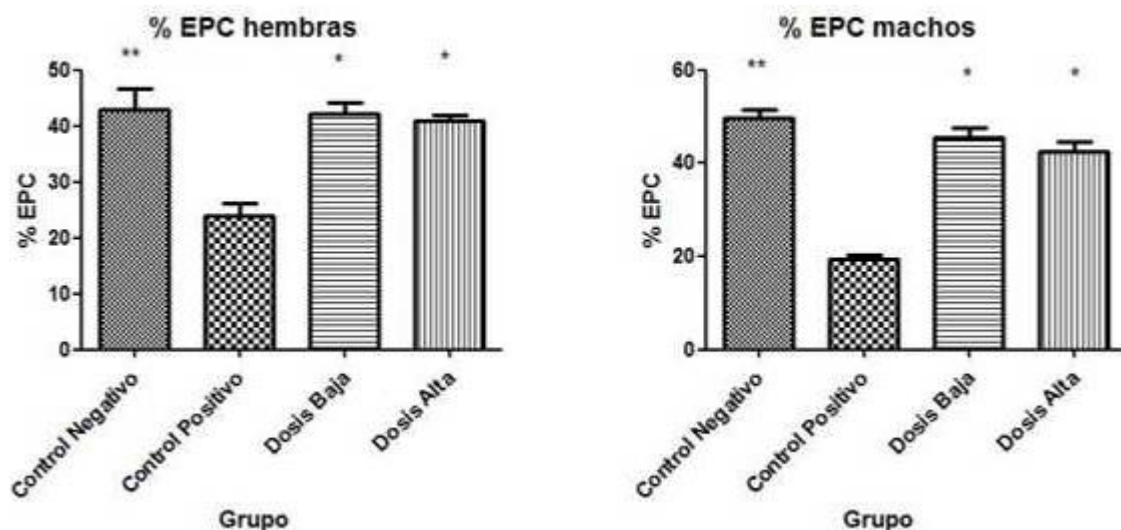 % EPC hembras
** * *
50
40
30
20
10
0
% EPC
Control Negativo
Control Positivo
Dosis Baja
Dosis Alta
Grupo
% EPC machos
** * *
60
40
20
0
% EPC
Control Negativo
Control Positivo
Dosis Baja
Dosis Alta
Grupo